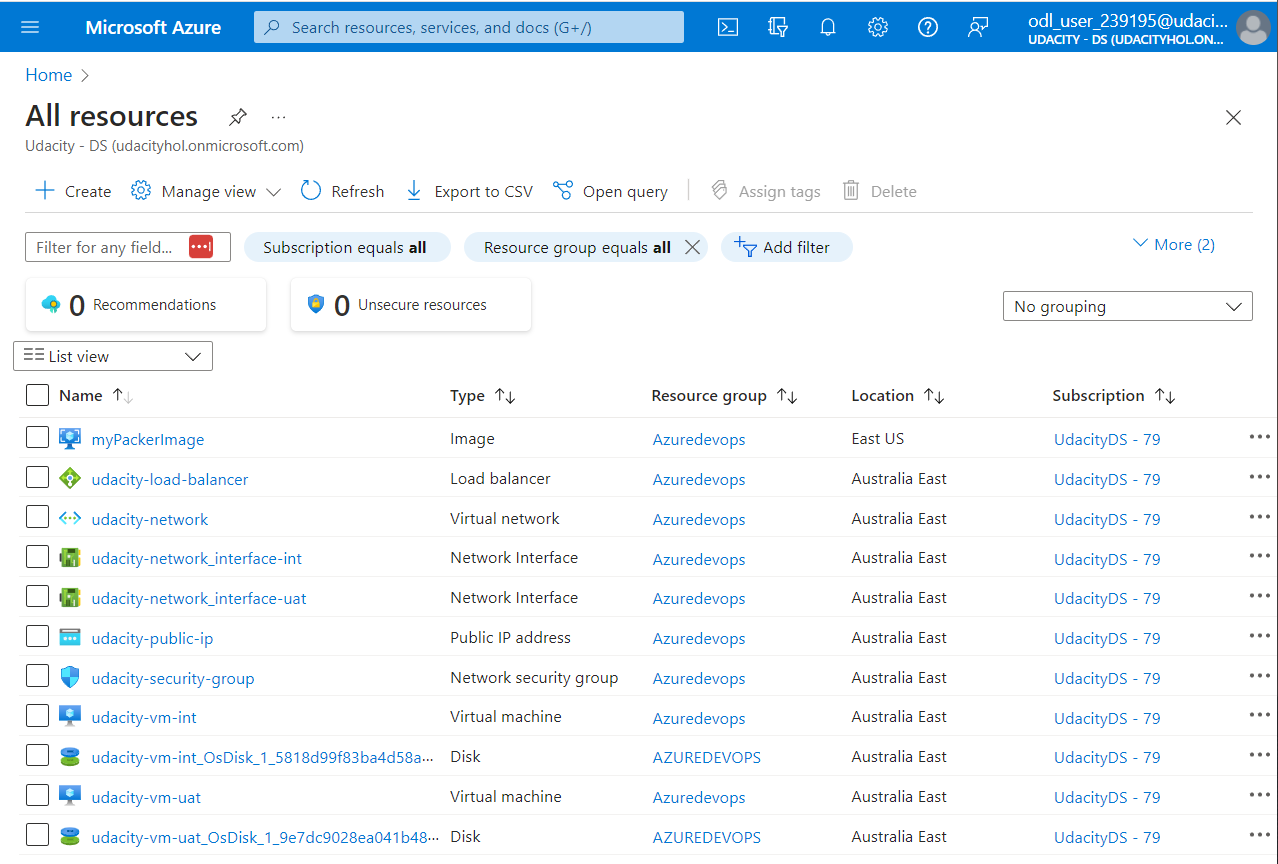 Microsoft Azure
Search resources, services, and docs (G+/)
odl_user_239195@udaci...
UDACITY - DS (UDACITYHOL.ON...
Home
All resources
Udacity - DS (udacityhol.onmicrosoft.com)
Create Manage view Refresh Export to CSV Open query Assign tags Delete
Filter for any field... Subscription equals all Resource group equals all Add filter More (2)
0 Recommendations 0 Unsecure resources No grouping
List view
Name Type Resource group Location Subscription
myPackerImage Image Azuredevops East US UdacityDS - 79
udacity-load-balancer Load balancer Azuredevops Australia East UdacityDS - 79
udacity-network Virtual network Azuredevops Australia East UdacityDS - 79
udacity-network_interface-int Network Interface Azuredevops Australia East UdacityDS - 79
udacity-network_interface-uat Network Interface Azuredevops Australia East UdacityDS - 79
udacity-public-ip Public IP address Azuredevops Australia East UdacityDS - 79
udacity-security-group Network security group Azuredevops Australia East UdacityDS - 79
udacity-vm-int Virtual machine Azuredevops Australia East UdacityDS - 79
udacity-vm-int_OsDisk_1_5818d99f83ba4d58a... Disk AZUREDEVOPS Australia East UdacityDS - 79
udacity-vm-uat Virtual machine Azuredevops Australia East UdacityDS - 79
udacity-vm-uat_OsDisk_1_9e7dc9028ea041b48... Disk AZUREDEVOPS Australia East UdacityDS - 79